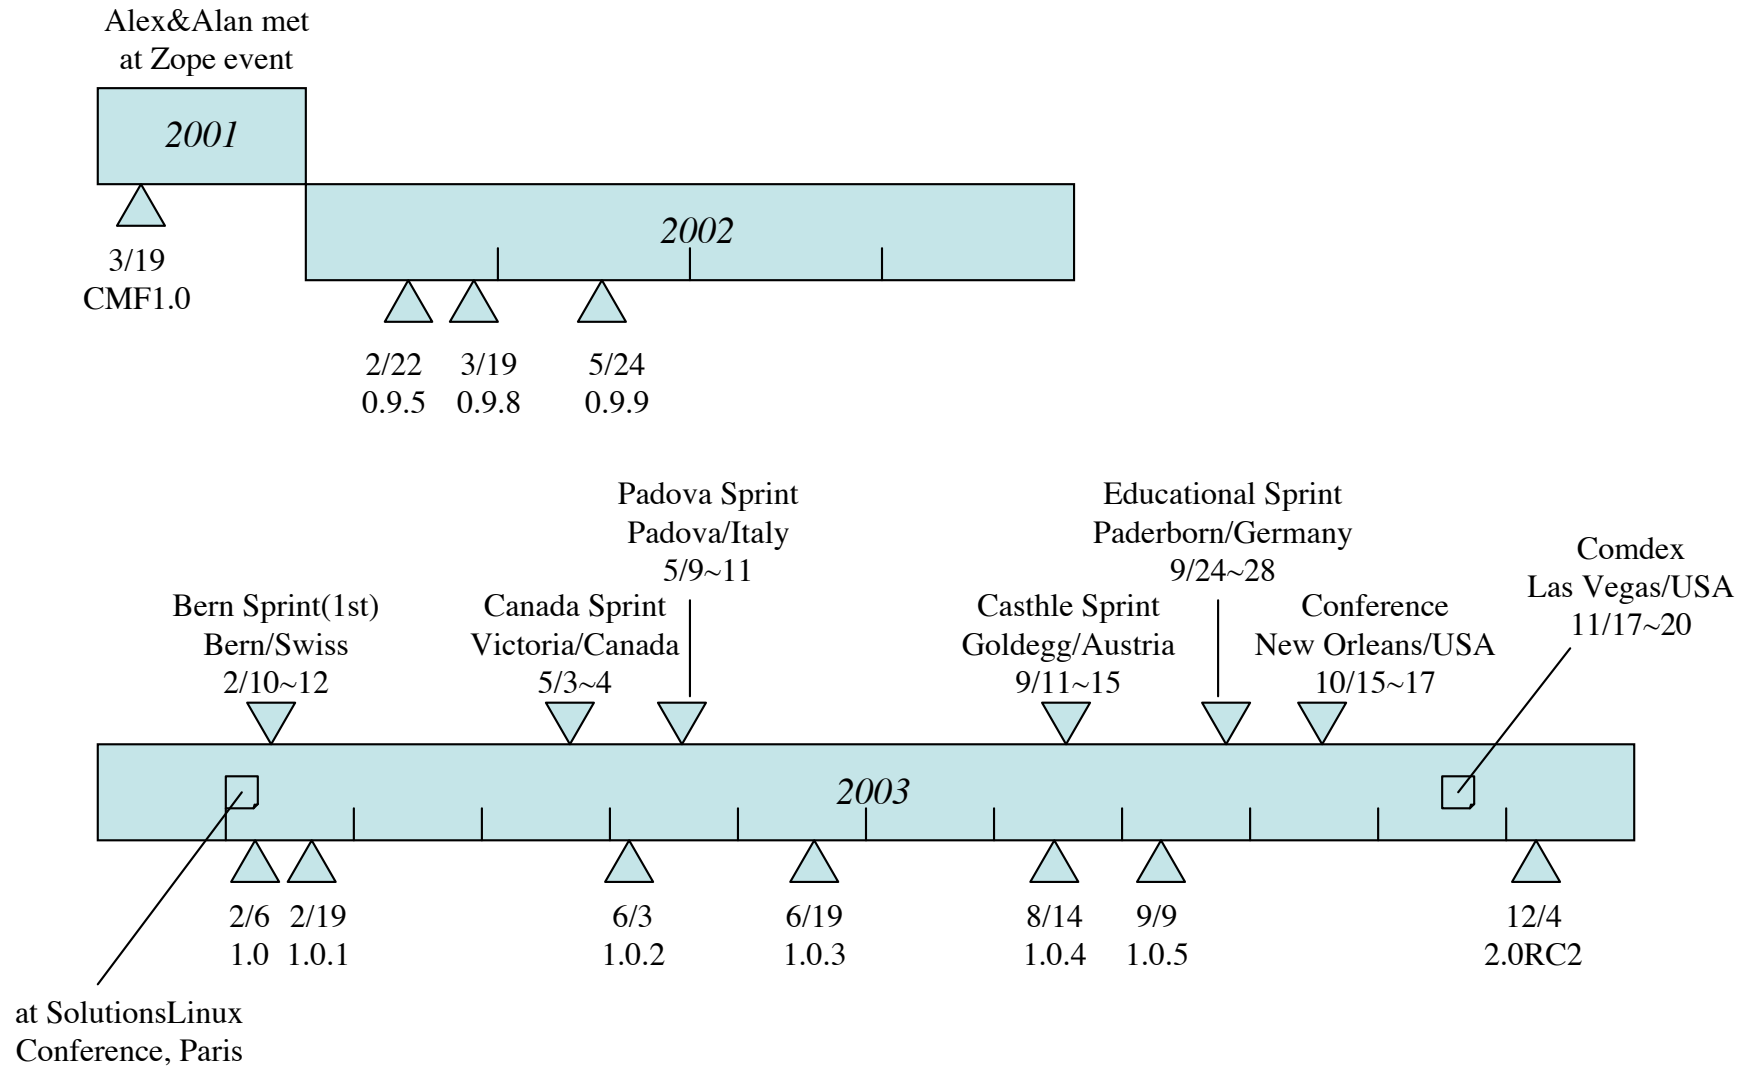 Alex&Alan met
at Zope event
2001
3/19
CMF1.0
2002
2/22
0.9.5
3/19
0.9.8
5/24
0.9.9
Padova Sprint
Padova/Italy
5/9~11
Educational Sprint
Paderborn/Germany
9/24~28
Comdex
Las Vegas/USA
11/17~20
Bern Sprint(1st)
Bern/Swiss
2/10~12
Canada Sprint
Victoria/Canada
5/3~4
Casthle Sprint
Goldegg/Austria
9/11~15
Conference
New Orleans/USA
10/15~17
2003
2/6
1.0
2/19
1.0.1
6/3
1.0.2
6/19
1.0.3
8/14
1.0.4
9/9
1.0.5
12/4
2.0RC2
at SolutionsLinux
Conference, Paris